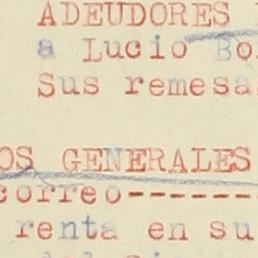 ADEUDORES
a Lucio Bo
Sus remesa
OS GENERALES
correo-------
renta en su